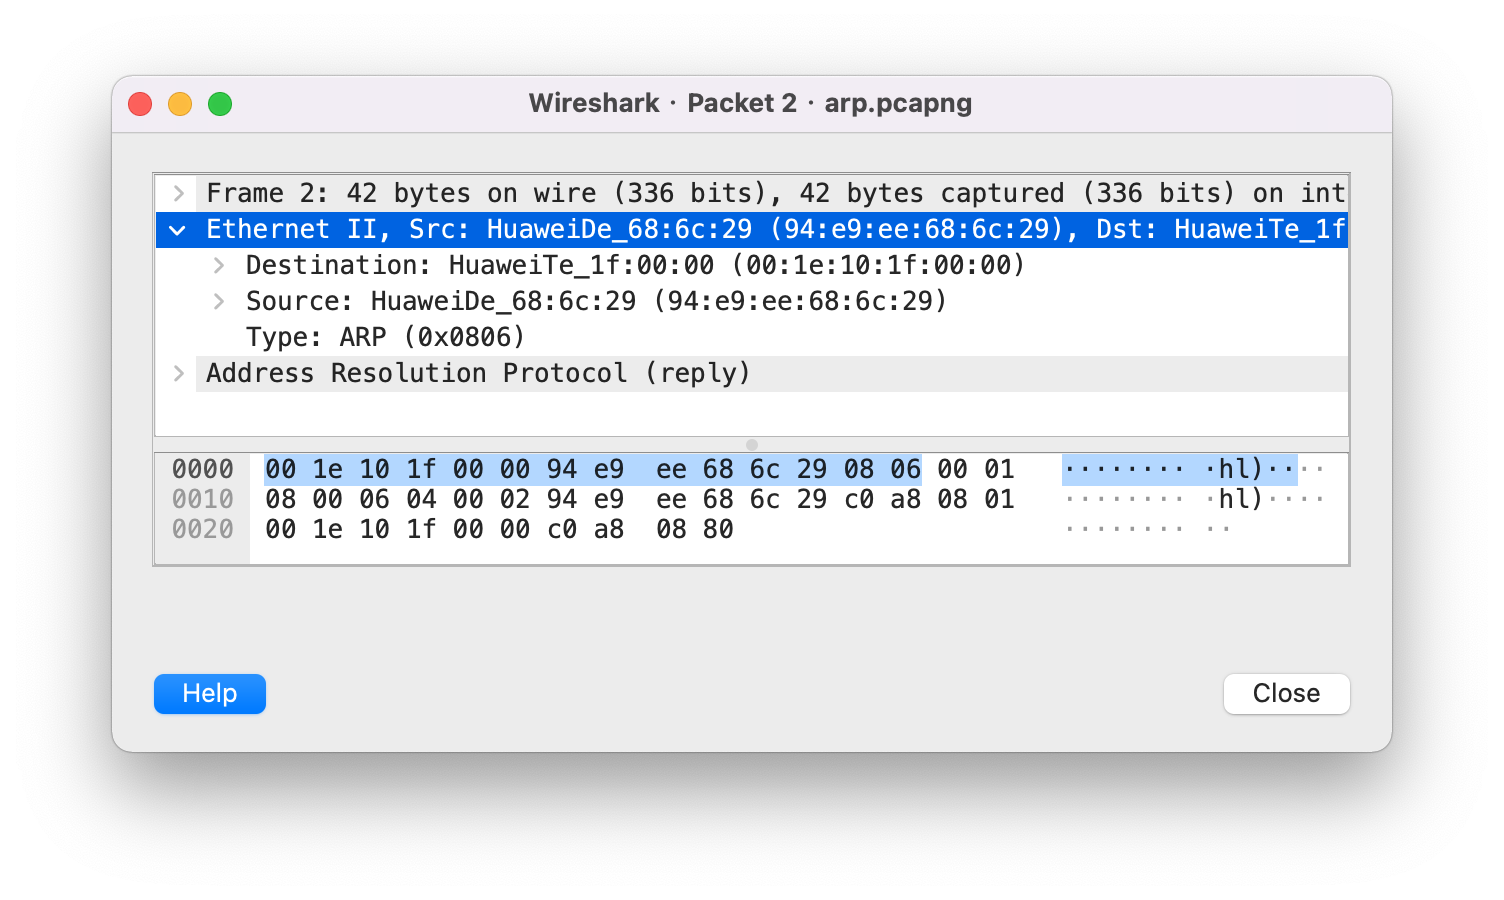 Wireshark · Packet 2 · arp.pcapng
Frame 2: 42 bytes on wire (336 bits), 42 bytes captured (336 bits) on int
Ethernet II, Src: HuaweiDe_68:6c:29 (94:e9:ee:68:6c:29), Dst: HuaweiTe_1f
Destination: HuaweiTe_1f:00:00 (00:1e:10:1f:00:00)
Source: HuaweiDe_68:6c:29 (94:e9:ee:68:6c:29)
Type: ARP (0x0806)
Address Resolution Protocol (reply)
0000 00 1e 10 1f 00 00 94 e9 ee 68 6c 29 08 06 00 01 ········ ·hl)····
0010 08 00 06 04 00 02 94 e9 ee 68 6c 29 c0 a8 08 01 ········ ·hl)····
0020 00 1e 10 1f 00 00 c0 a8 08 80 ········ ··
Help
Close